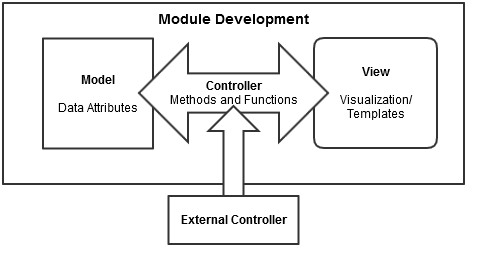 Module Development
Model
Data Attributes
Controller
Methods and Functions
View
Visualization/
Templates
External Controller